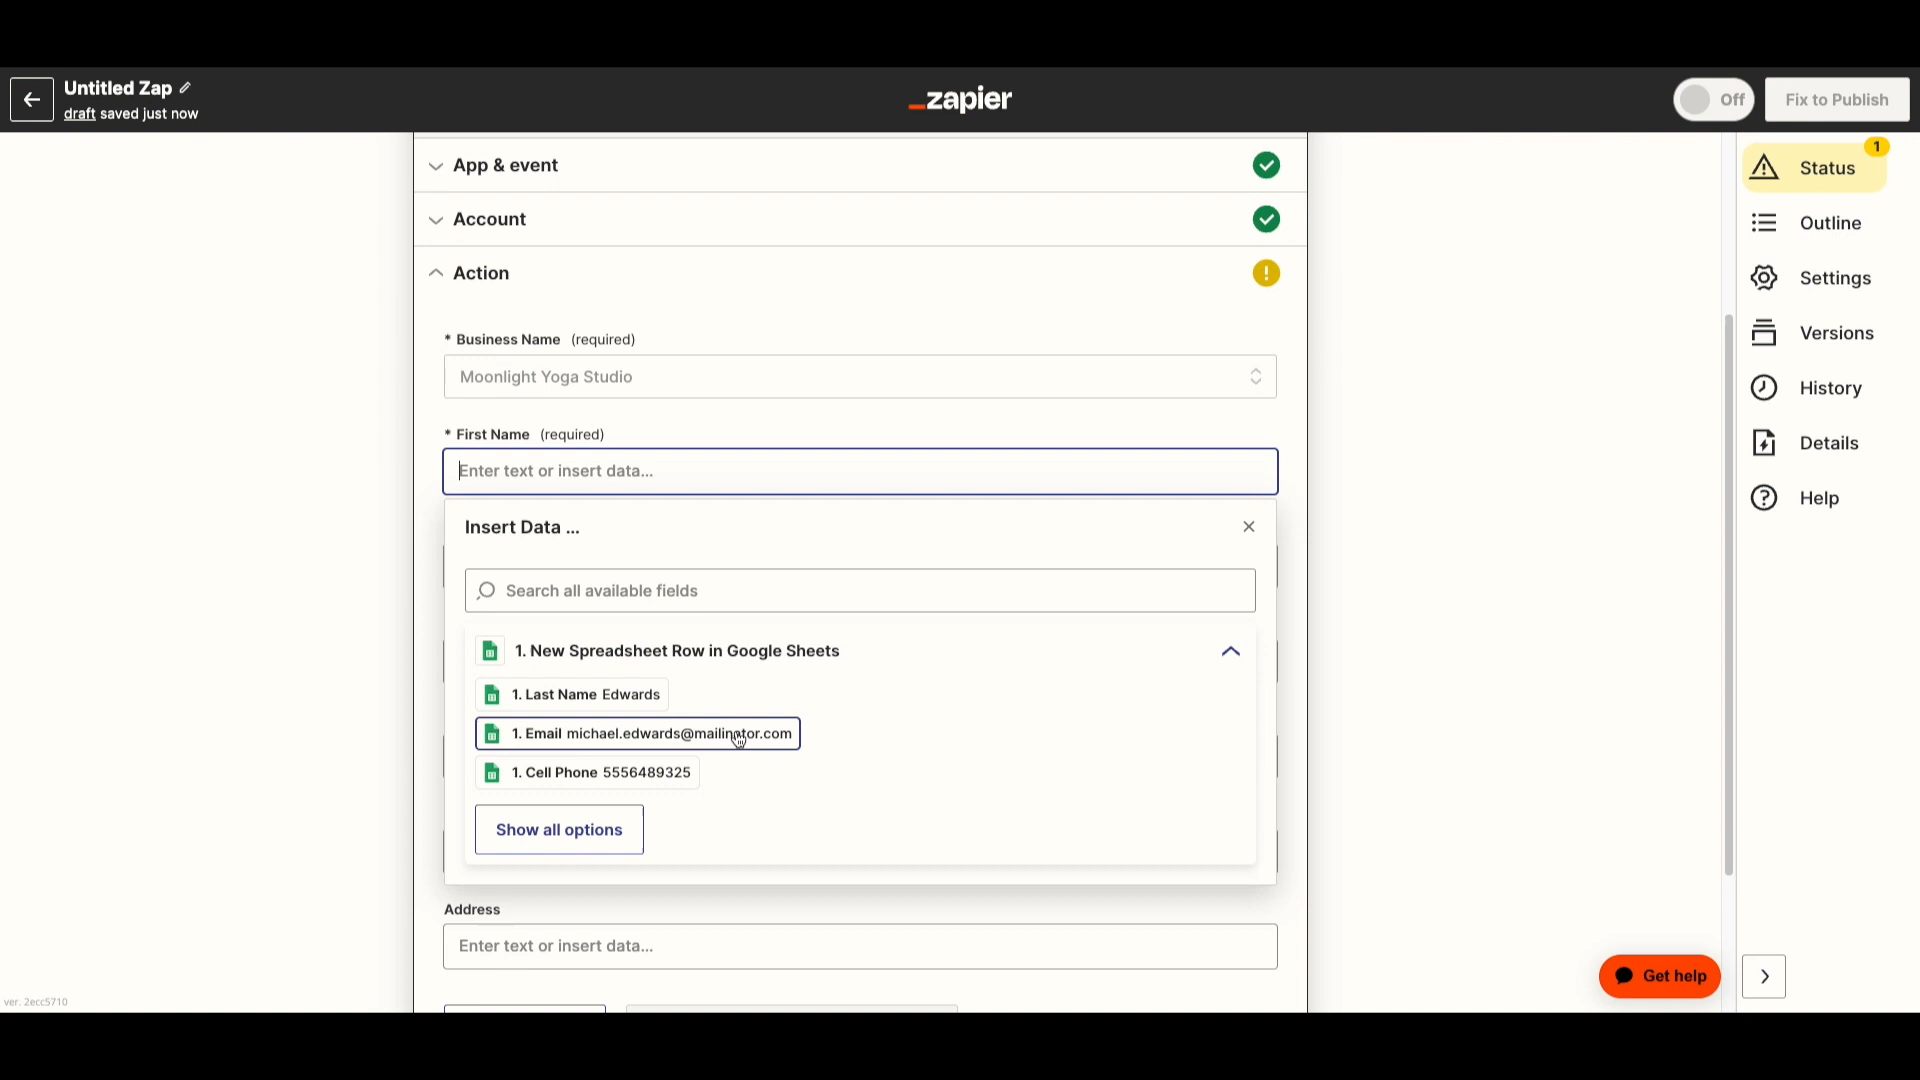 Untitled Zap
draft saved just now
zapier
Off
Fix to Publish
App & event
Account
Action
!
* Business Name (required)
Moonlight Yoga Studio
* First Name (required)
Enter text or insert data...
Insert Data ...
Search all available fields
1. New Spreadsheet Row in Google Sheets
1. Last Name Edwards
1. Email michael.edwards@mailinator.com
1. Cell Phone 5556489325
Show all options
Address
Enter text or insert data...
1
Status
Outline
Settings
Versions
History
Details
Help
Get help
ver. 2ecc5710